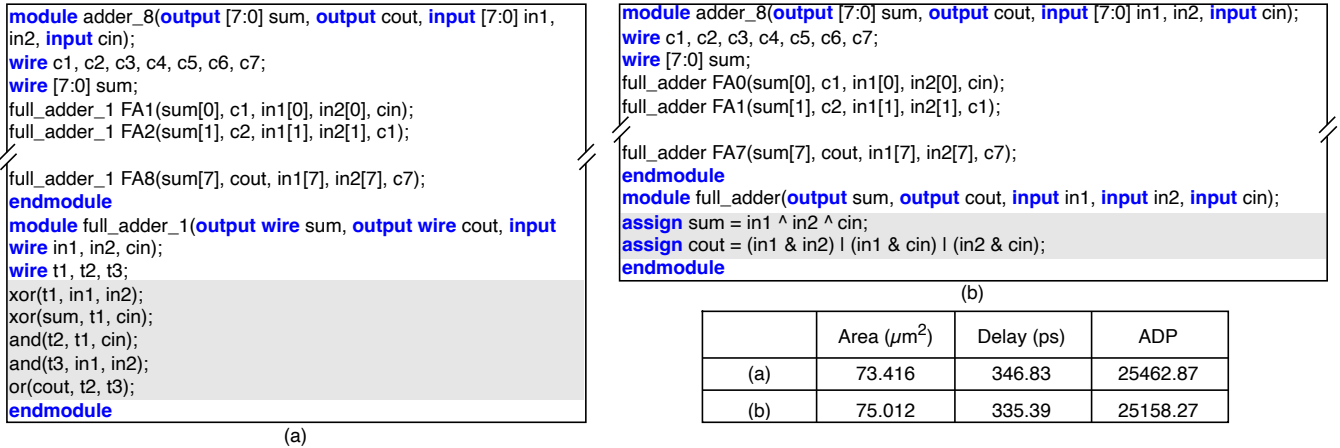 module adder_8(output [7:0] sum, output cout, input [7:0] in1,
in2, input cin);
wire c1, c2, c3, c4, c5, c6, c7;
wire [7:0] sum;
full_adder_1 FA1(sum[0], c1, in1[0], in2[0], cin);
full_adder_1 FA2(sum[1], c2, in1[1], in2[1], c1);
full_adder_1 FA8(sum[7], cout, in1[7], in2[7], c7);
endmodule
module full_adder_1(output wire sum, output wire cout, input
wire in1, in2, cin);
wire t1, t2, t3;
xor(t1, in1, in2);
xor(sum, t1, cin);
and(t2, t1, cin);
and(t3, in1, in2);
or(cout, t2, t3);
endmodule
(a)
module adder_8(output [7:0] sum, output cout, input [7:0] in1, in2, input cin);
wire c1, c2, c3, c4, c5, c6, c7;
wire [7:0] sum;
full_adder FA0(sum[0], c1, in1[0], in2[0], cin);
full_adder FA1(sum[1], c2, in1[1], in2[1], c1);
full_adder FA7(sum[7], cout, in1[7], in2[7], c7);
endmodule
module full_adder(output sum, output cout, input in1, input in2, input cin);
assign sum = in1 ^ in2 ^ cin;
assign cout = (in1 & in2) | (in1 & cin) | (in2 & cin);
endmodule
(b)
Area (μm²) Delay (ps) ADP
(a) 73.416 346.83 25462.87
(b) 75.012 335.39 25158.27